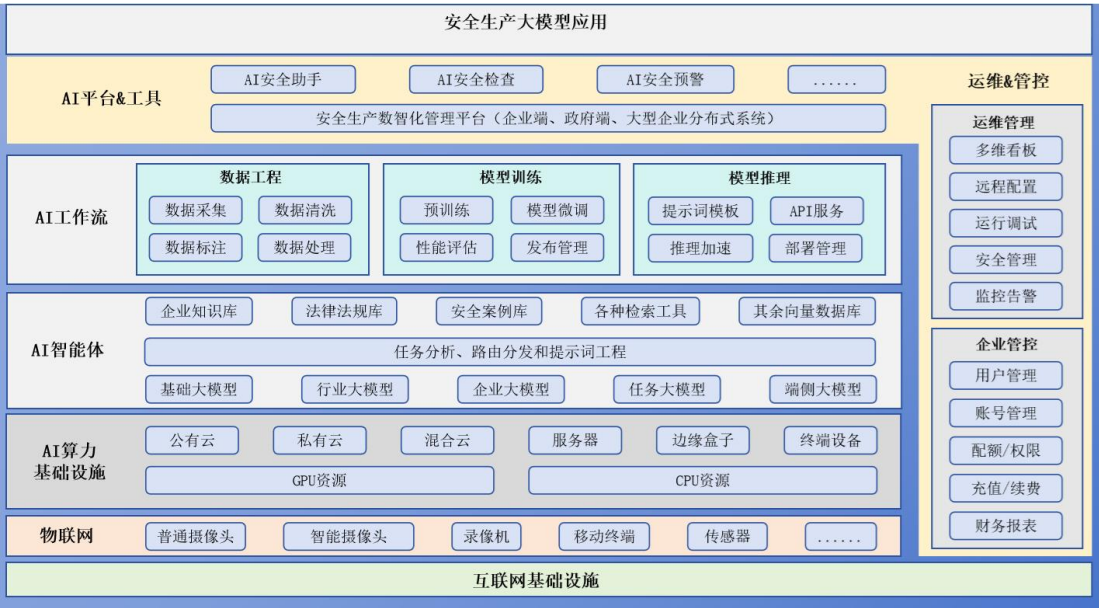 安全生产大模型应用
AI平台&工具
AI安全助手
AI安全检查
AI安全预警
......
安全生产数智化管理平台（企业端、政府端、大型企业分布式系统）
运维&管控
运维管理
多维看板
远程配置
运行调试
安全管理
监控告警
企业管控
用户管理
账号管理
配额/权限
充值/续费
财务报表
AI工作流
数据工程
数据采集
数据清洗
数据标注
数据处理
模型训练
预训练
模型微调
性能评估
发布管理
模型推理
提示词模板
API服务
推理加速
部署管理
AI智能体
企业知识库
法律法规库
安全案例库
各种检索工具
其余向量数据库
任务分析、路由分发和提示词工程
基础大模型
行业大模型
企业大模型
任务大模型
端侧大模型
AI算力
基础设施
公有云
私有云
混合云
服务器
边缘盒子
终端设备
GPU资源
CPU资源
物联网
普通摄像头
智能摄像头
录像机
移动终端
传感器
......
互联网基础设施